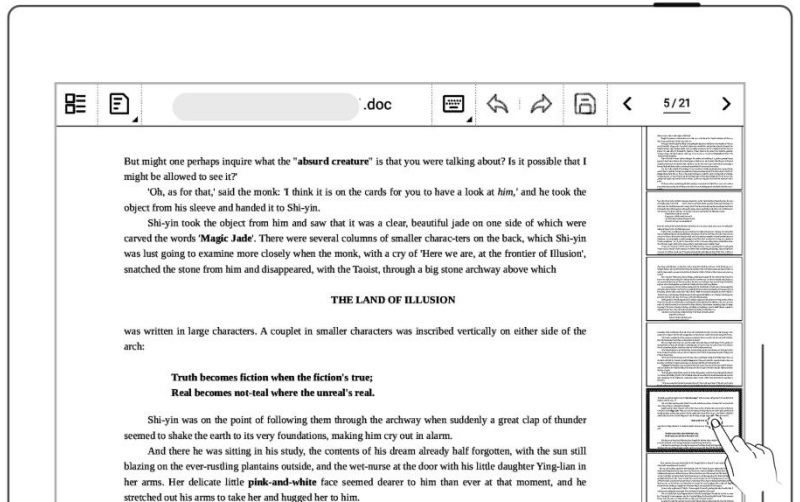 .doc
5 / 21
But might one perhaps inquire what the "absurd creature" is that you were talking about? Is it possible that I
might be allowed to see it?'
'Oh, as for that,' said the monk: 'I think it is on the cards for you to have a look at him,' and he took the
object from his sleeve and handed it to Shi-yin.
Shi-yin took the object from him and saw that it was a clear, beautiful jade on one side of which were
carved the words 'Magic Jade'. There were several columns of smaller charac-ters on the back, which Shi-yin
was lust going to examine more closely when the monk, with a cry of 'Here we are, at the frontier of Illusion',
snatched the stone from him and disappeared, with the Taoist, through a big stone archway above which
THE LAND OF ILLUSION
was written in large characters. A couplet in smaller characters was inscribed vertically on either side of the
arch:
Truth becomes fiction when the fiction's true;
Real becomes not-teal where the unreal's real.
Shi-yin was on the point of following them through the archway when suddenly a great clap of thunder
seemed to shake the earth to its very foundations, making him cry out in alarm.
And there he was sitting in his study, the contents of his dream already half forgotten, with the sun still
blazing on the ever-rustling plantains outside, and the wet-nurse at the door with his little daughter Ying-lian in
her arms. Her delicate little pink-and-white face seemed dearer to him than ever at that moment, and he
stretched out his arms to take her and hugged her to him.